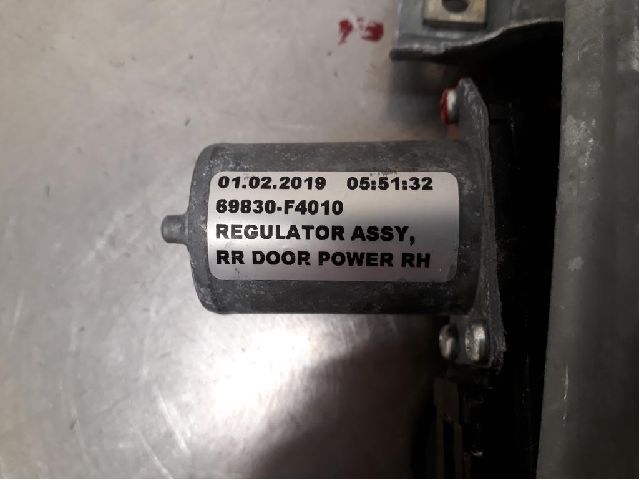 01.02.2019 05:51:32
69830-F4010
REGULATOR ASSY,
RR DOOR POWER RH